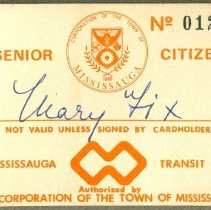 CORPORATION OF THE TOWN OF
MISSISSAUGA
1968
Nº 012
SENIOR CITIZE
Mary Fix
NOT VALID UNLESS SIGNED BY CARDHOLDER
SSISSAUGA TRANSIT
Authorized by
CORPORATION OF THE TOWN OF MISSIS